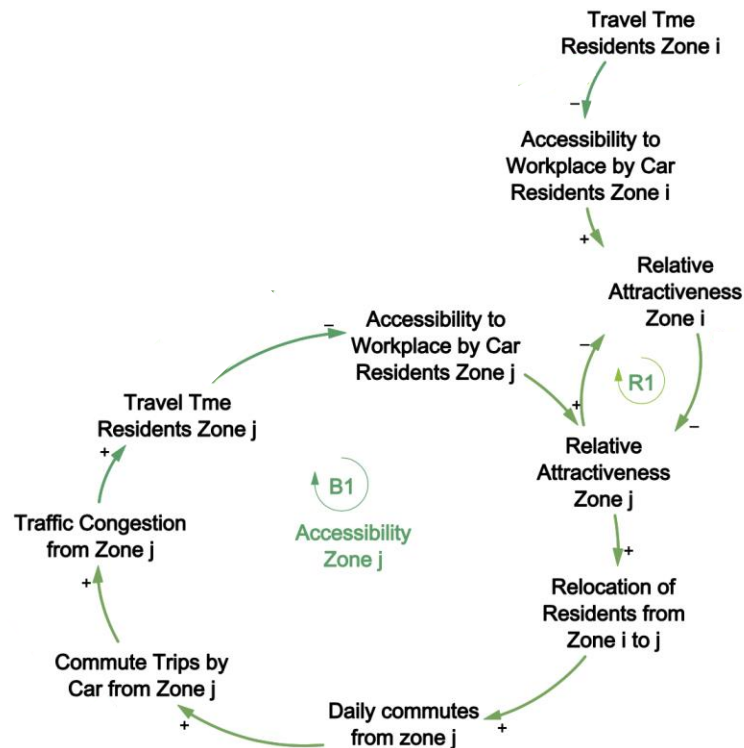 Travel Tme
Residents Zone i
–
Accessibility to
Workplace by Car
Residents Zone i
+
Relative
Attractiveness
Zone i
–
Accessibility to
Workplace by Car
Residents Zone j
–
R1
+
–
Travel Tme
Residents Zone j
+
Relative
Attractiveness
Zone j
B1
Accessibility
Zone j
Traffic Congestion
from Zone j
+
+
Relocation of
Residents from
Zone i to j
Commute Trips by
Car from Zone j
+
Daily commutes
from zone j
+